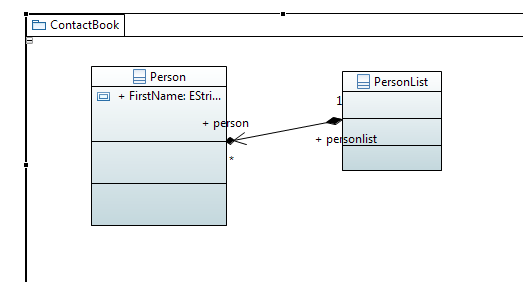 ContactBook
Person
+ FirstName: EStri...
PersonList
1
+ person
+ personlist
*